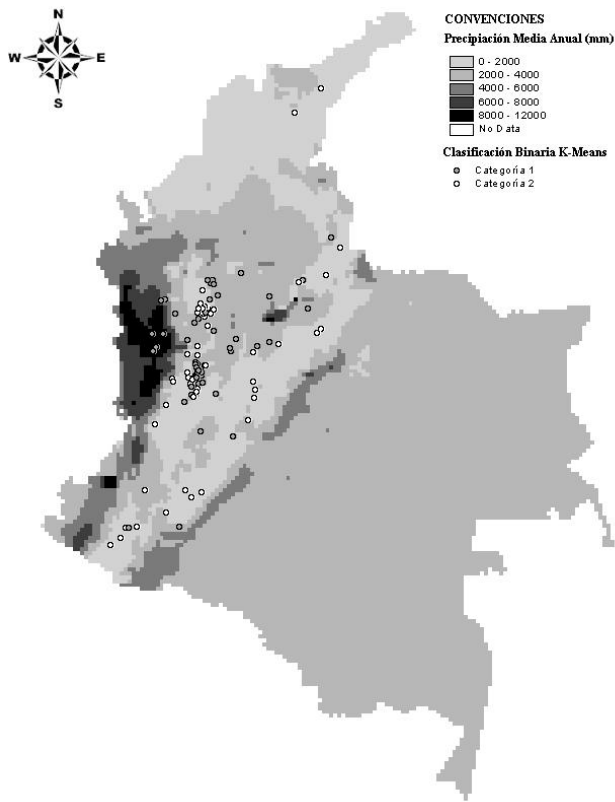 N
W E
S
CONVENCIONES
Precipitación Media Anual (mm)
0 - 2000
2000 - 4000
4000 - 6000
6000 - 8000
8000 - 12000
No Data
Clasificación Binaria K-Means
Categoría 1
Categoría 2